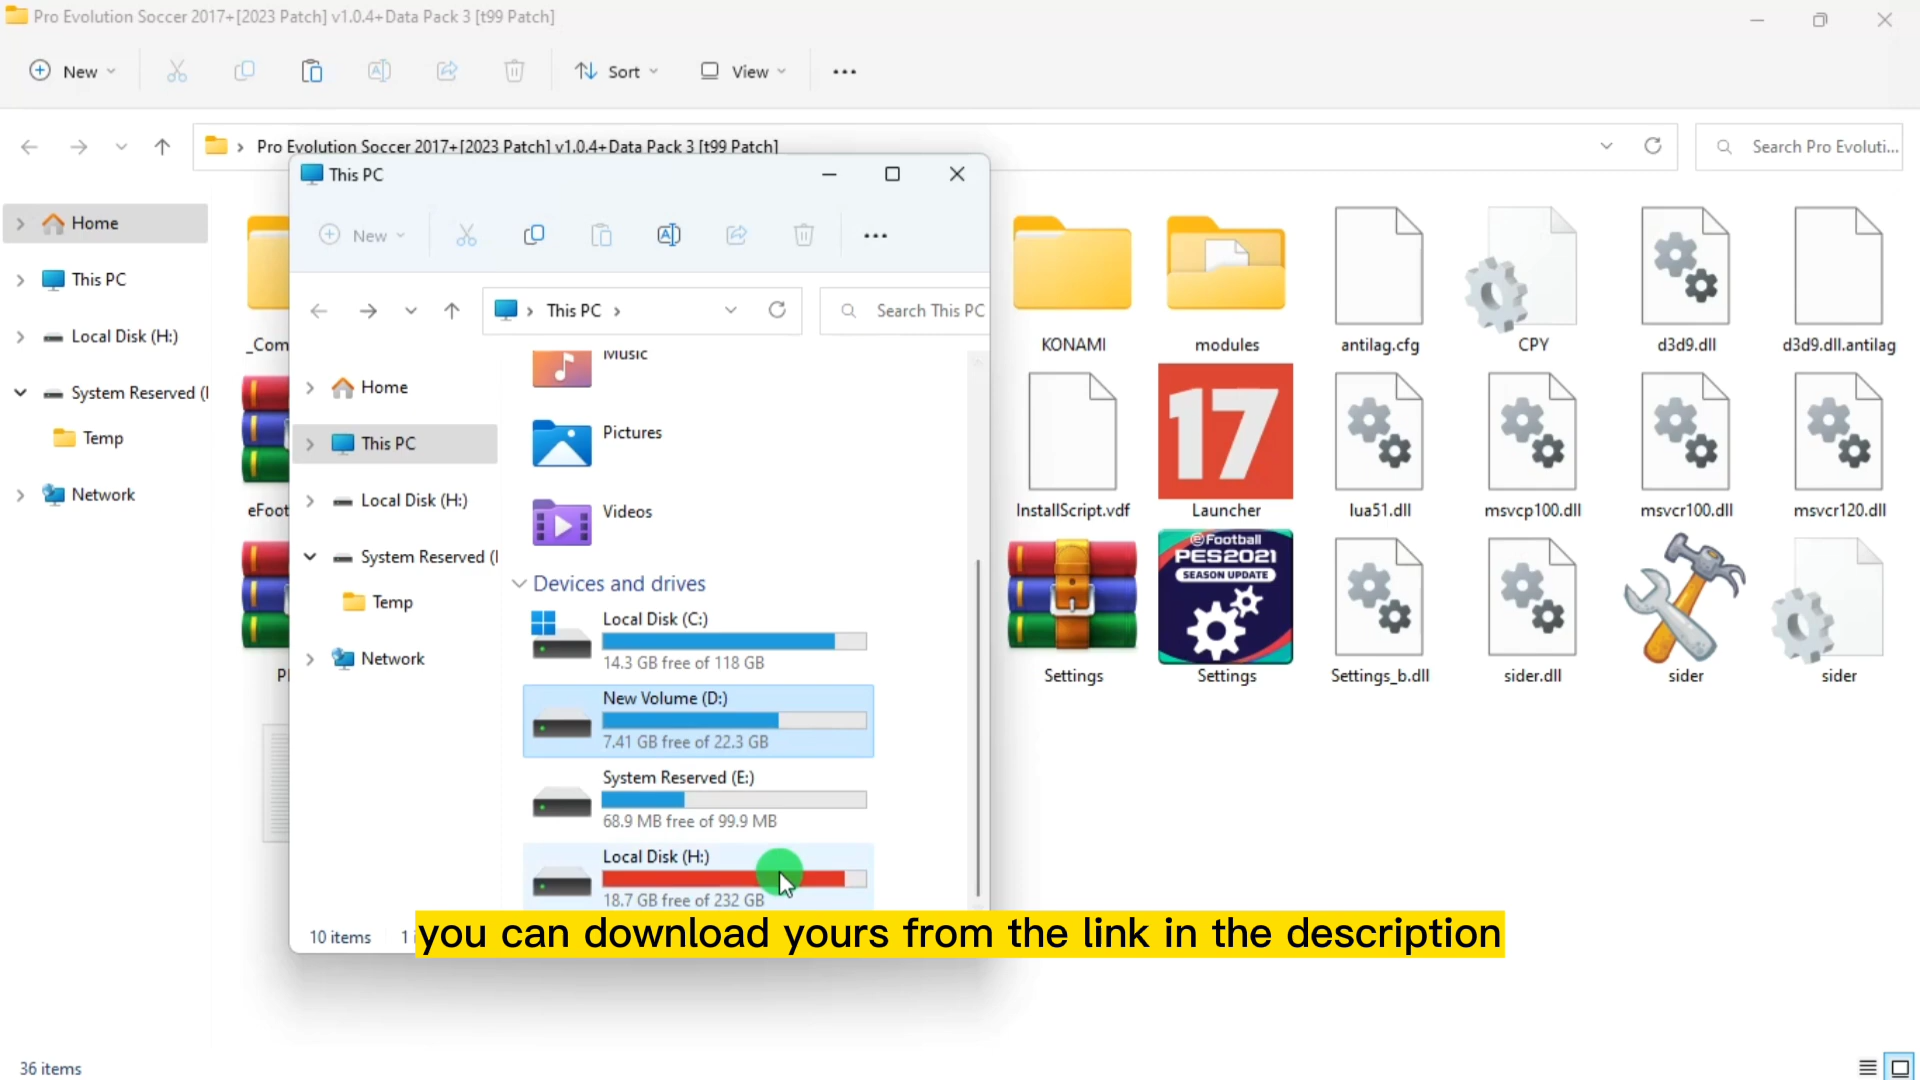 Pro Evolution Soccer 2017+[2023 Patch] v1.0.4+Data Pack 3 [t99 Patch]
New
Sort
View
Pro Evolution Soccer 2017+[2023 Patch] v1.0.4+Data Pack 3 [t99 Patch]
Search Pro Evoluti...
Home
This PC
Local Disk (H:)
System Reserved (
Temp
Network
_Com
eFoot
This PC
New
This PC
Search This PC
Home
This PC
Local Disk (H:)
System Reserved (
Temp
Network
Music
Pictures
Videos
Devices and drives
Local Disk (C:)
14.3 GB free of 118 GB
New Volume (D:)
7.41 GB free of 22.3 GB
System Reserved (E:)
68.9 MB free of 99.9 MB
Local Disk (H:)
18.7 GB free of 232 GB
10 items
KONAMI
modules
antilag.cfg
CPY
d3d9.dll
d3d9.dll.antilag
17
InstallScript.vdf
Launcher
lua51.dll
msvcp100.dll
msvcr100.dll
msvcr120.dll
eFootball
PES2021
SEASON UPDATE
Settings
Settings
Settings_b.dll
sider.dll
sider
sider
you can download yours from the link in the description
36 items